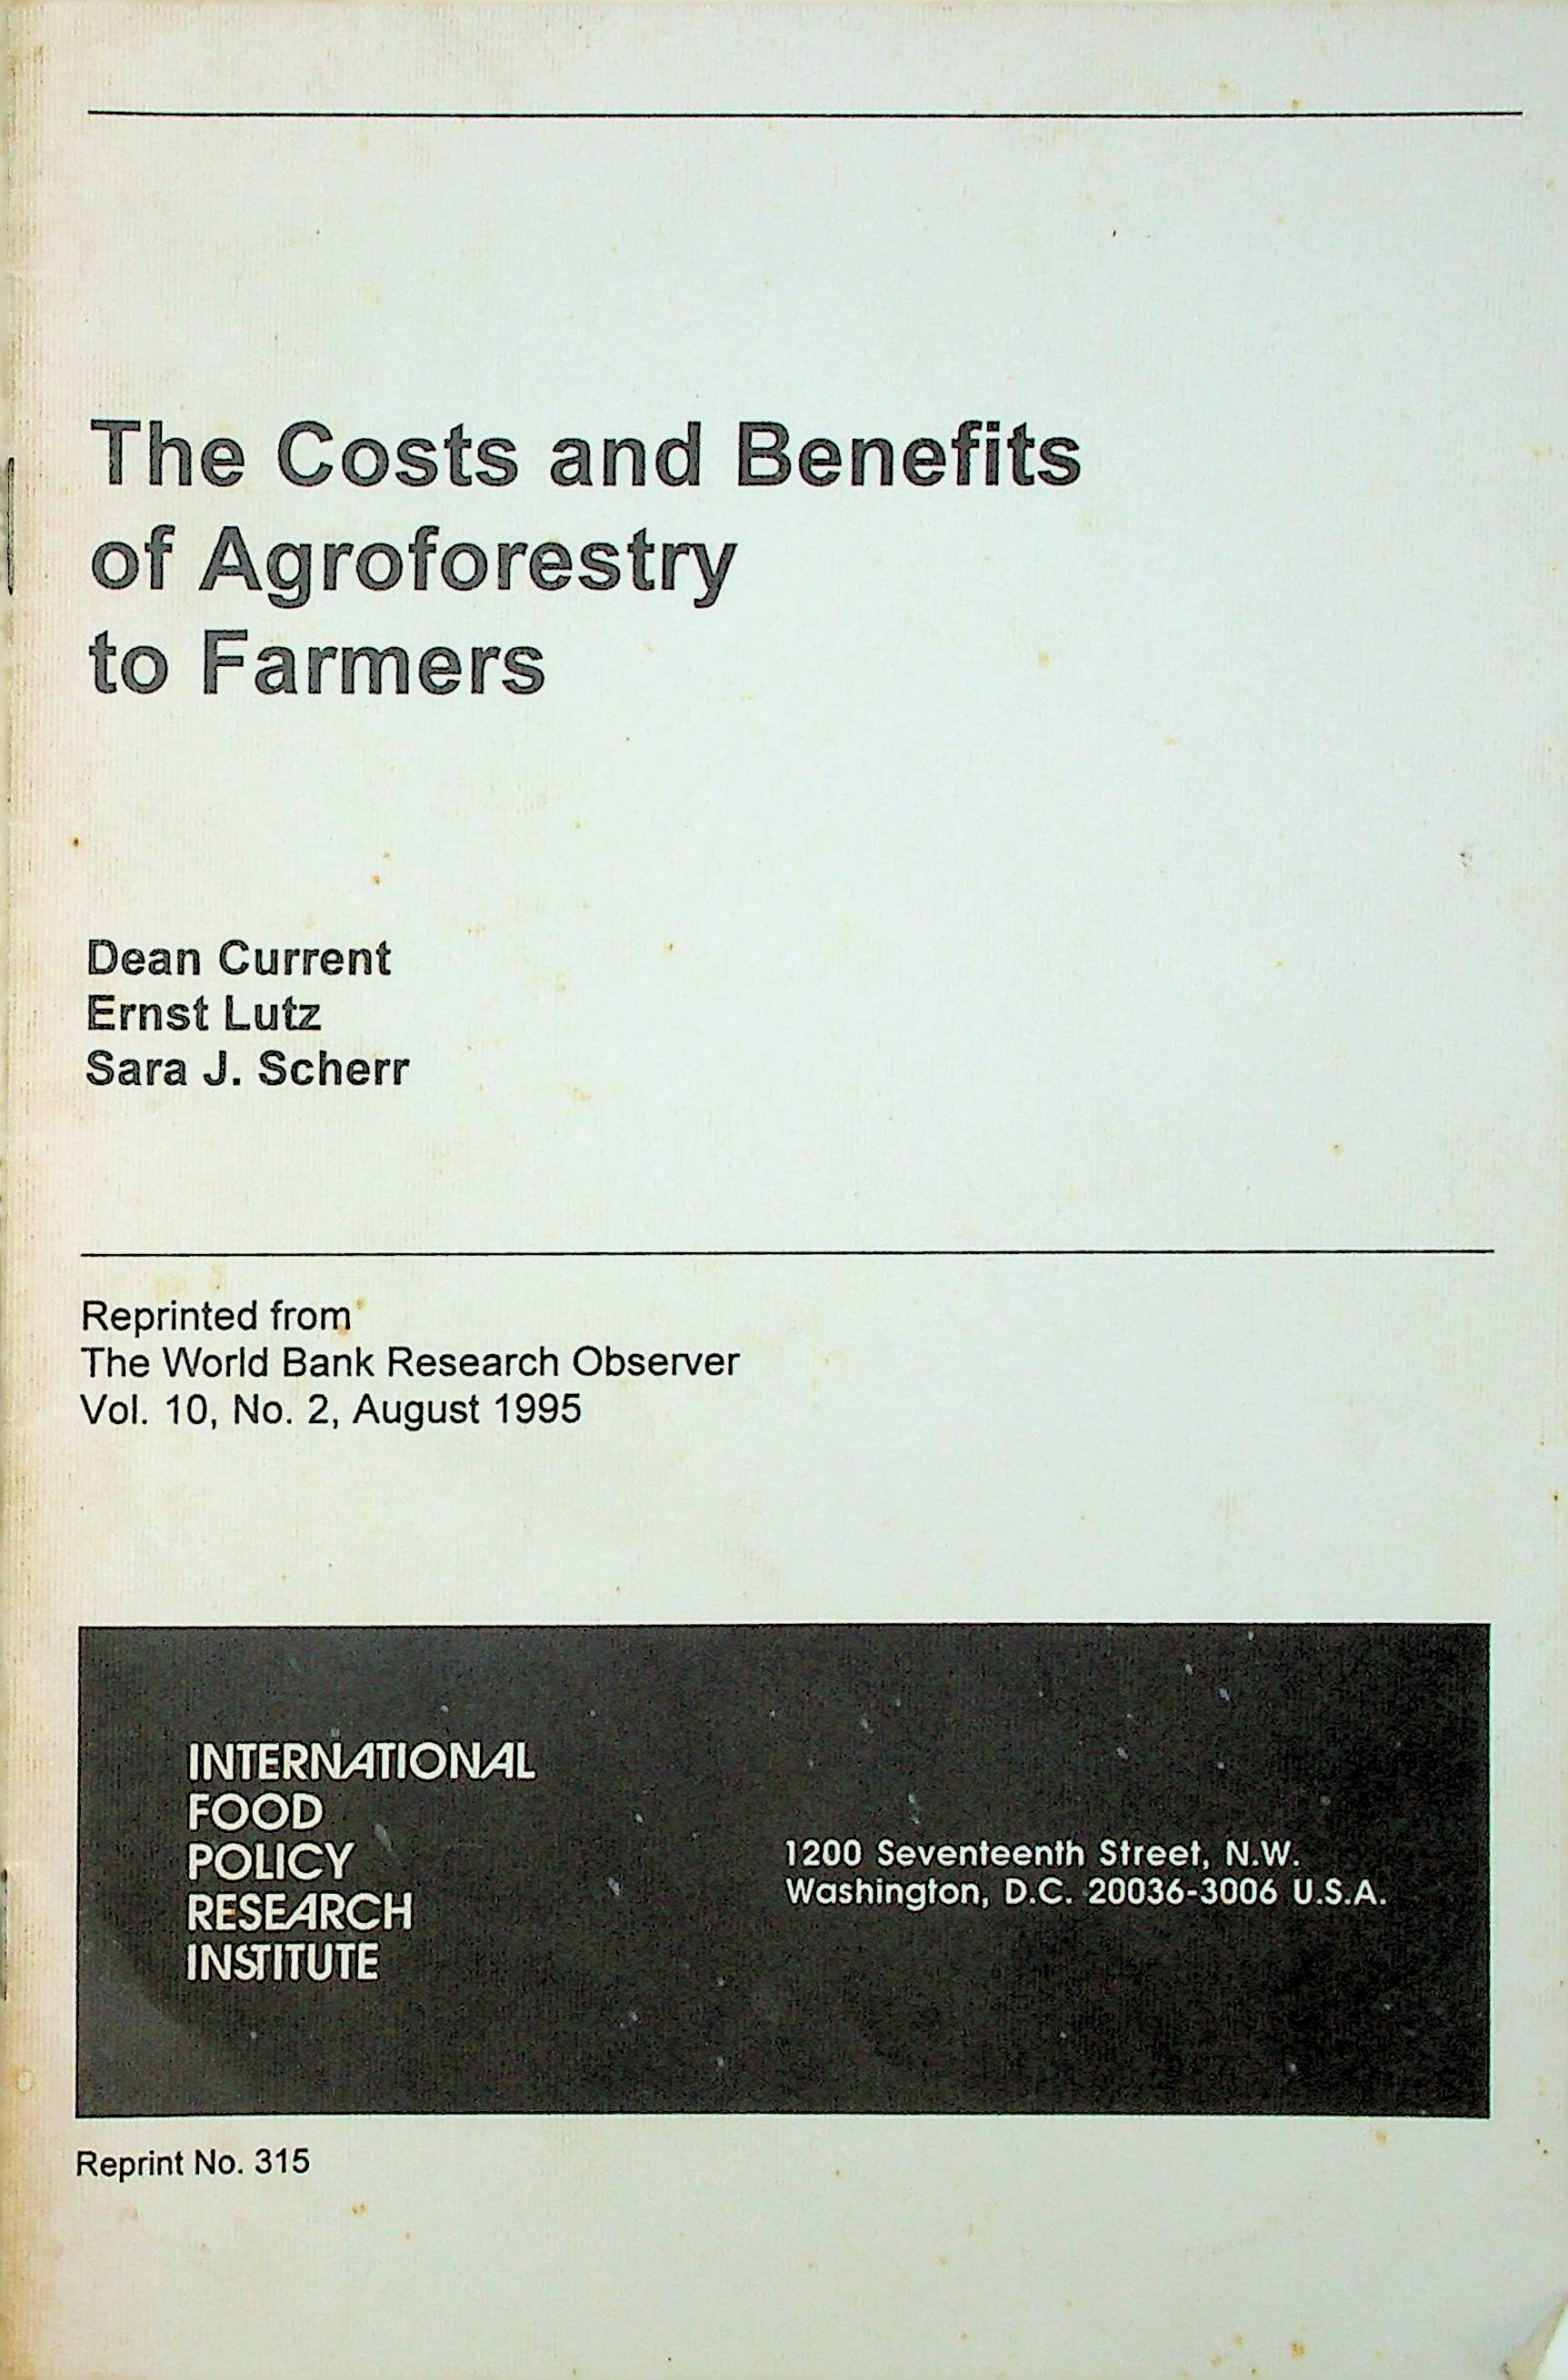 The Costs and Benefits
of Agroforestry
to Farmers
Dean Current
Ernst Lutz
Sara J. Scherr
Reprinted from
The World Bank Research Observer
Vol. 10, No. 2, August 1995
INTERNATIONAL
FOOD
POLICY
RESEARCH
INSTITUTE
1200 Seventeenth Street, N.W.
Washington, D.C. 20036-3006 U.S.A.
Reprint No. 315